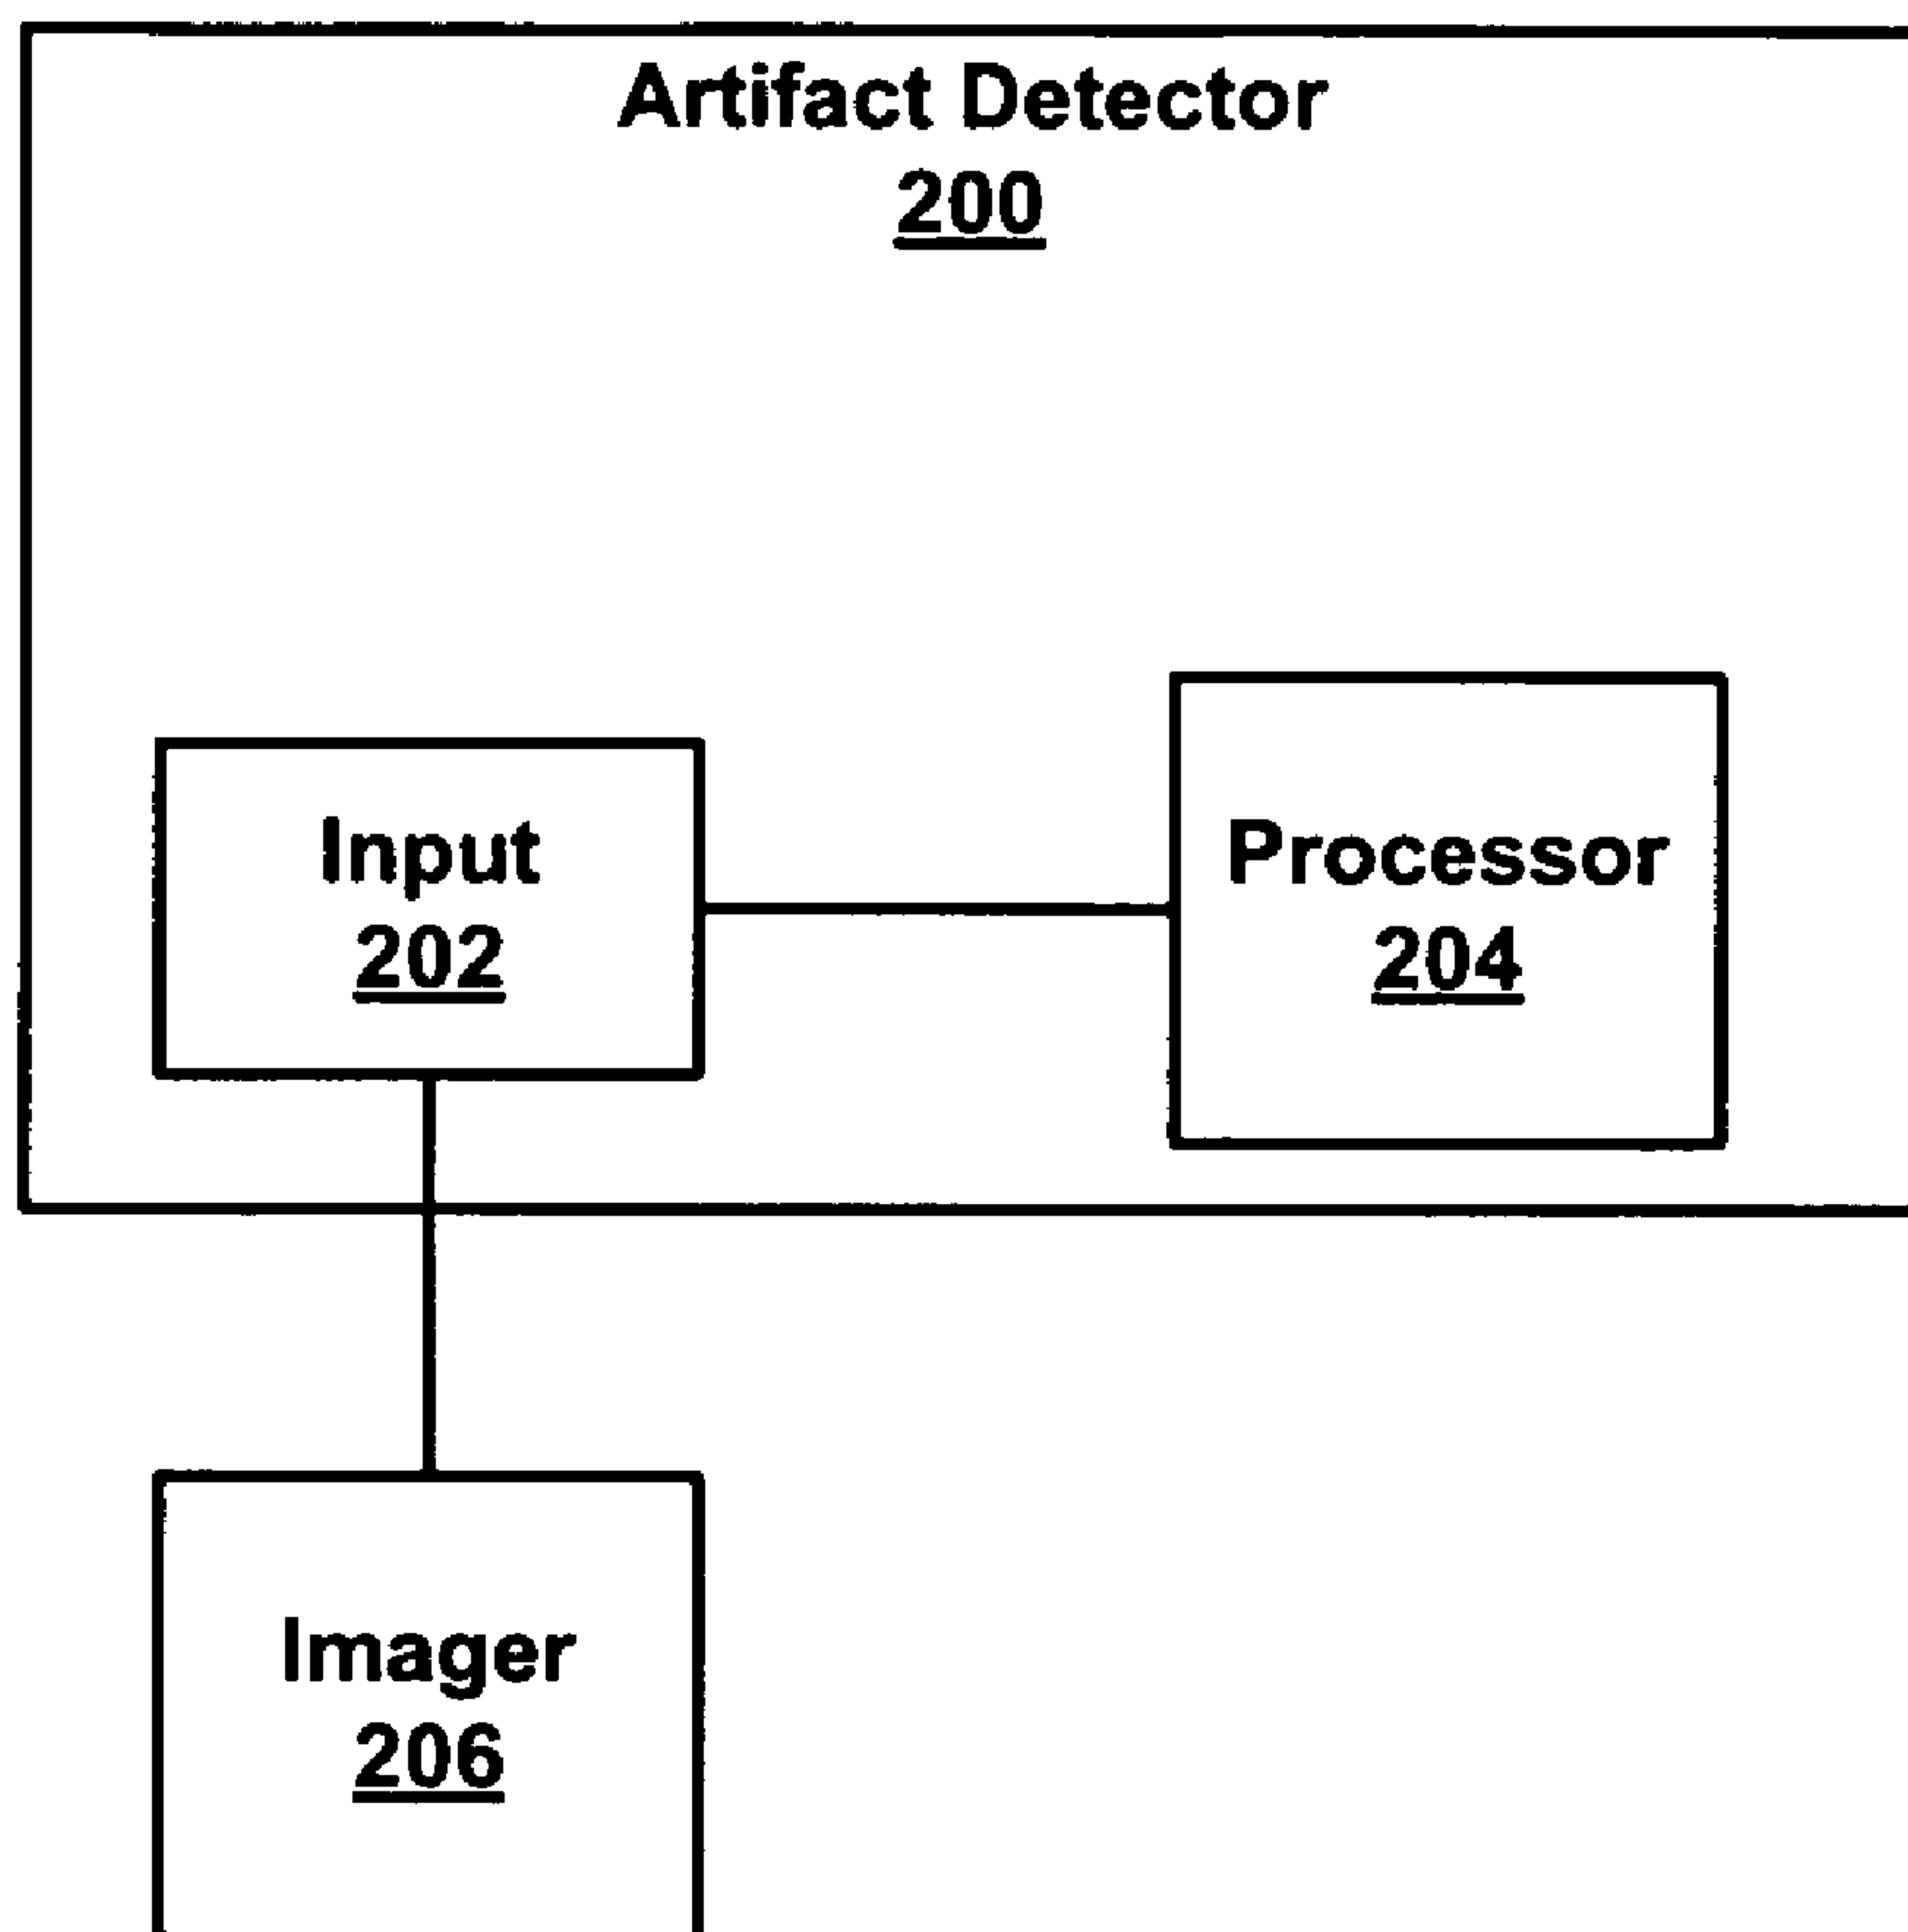 Artifact Detector
200
Input
202
Processor
204
Imager
206